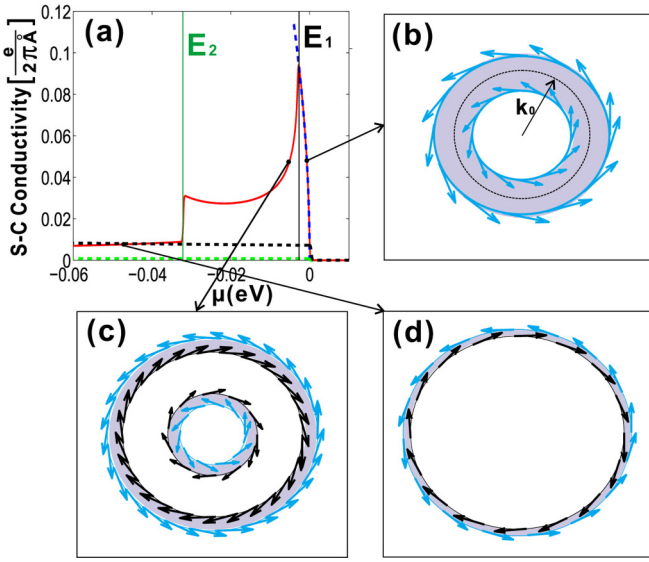 (a)
S-C Conductivity[e/2πÅ]
0.12
0.1
0.08
0.06
0.04
0.02
0
E2
E1
−0.06
−0.04
−0.02
0
μ(eV)
(b)
k0
(c)
(d)